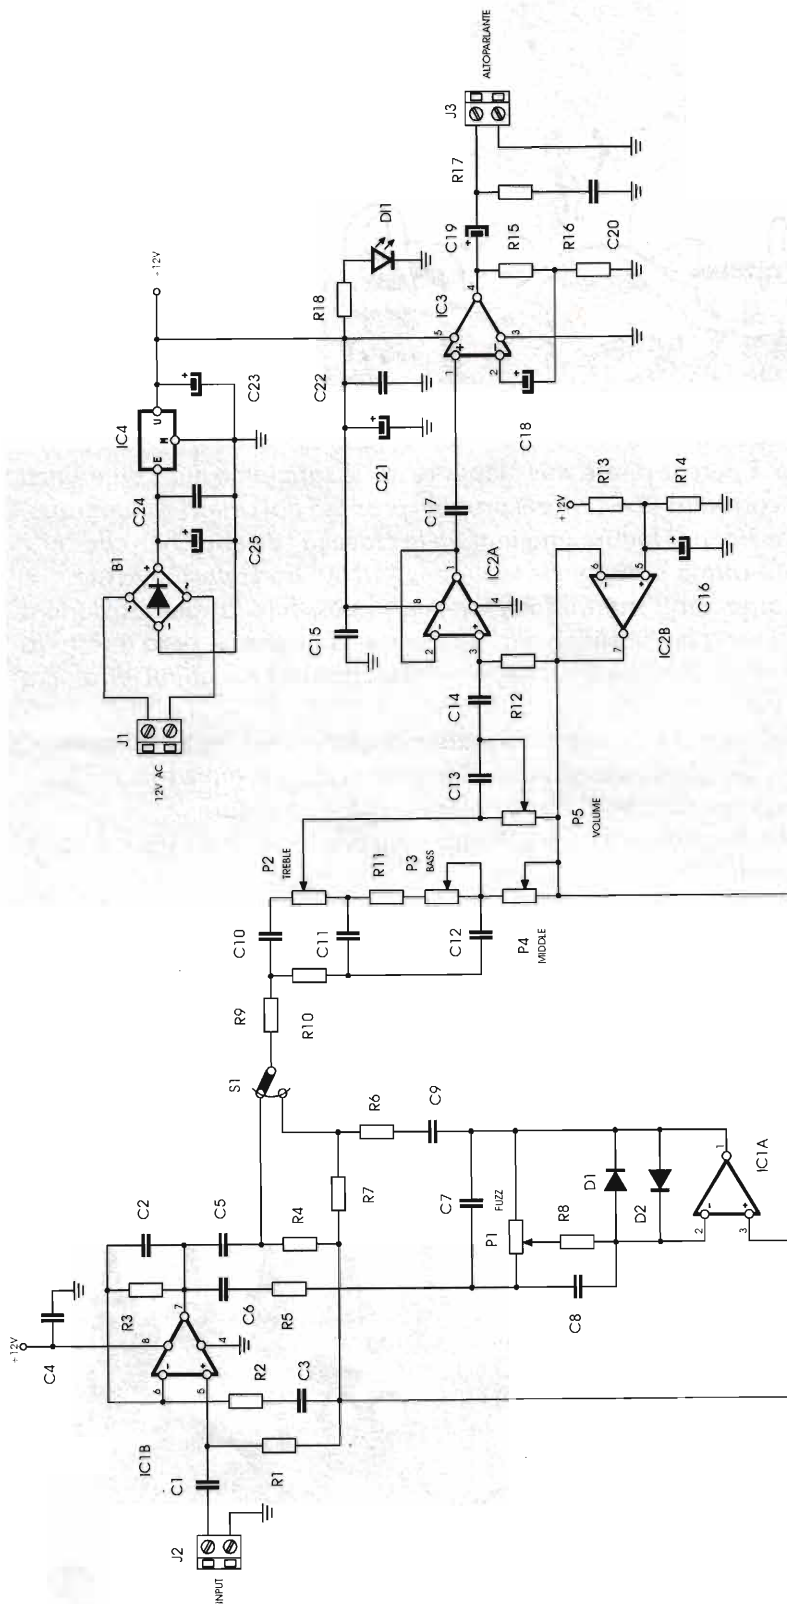 ALTOPARLANTE
J3
R17
C19
+
R15
R16
C20
DI1
R18
IC3
4
5
3
1
2
+
-
C18
C22
C21
+
+12V
IC4
U
M
E
C23
+
C24
C25
+
B1
+
-
~
~
J1
12V AC
C17
IC2A
1
8
4
2
3
-
+
C15
C14
R12
C13
P5
VOLUME
+12V
R13
R14
6
5
-
+
7
IC2B
C16
+
P2
TREBLE
R11
P3
BASS
P4
MIDDLE
C10
C11
C12
R9
R10
S1
R6
C9
R7
C7
FUZZ
P1
R8
D1
D2
C8
IC1A
1
2
3
-
+
C2
C5
R4
R3
C6
R5
7
8
4
+12V
C4
6
5
-
+
R2
C3
IC1B
C1
R1
J2
INPUT